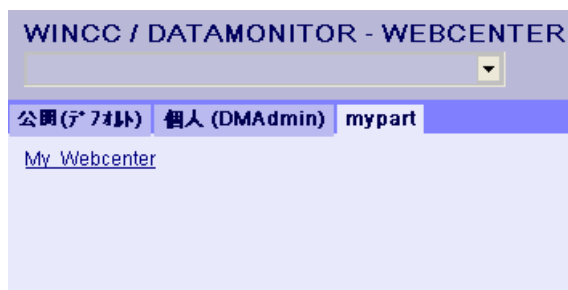 WINCC / DATAMONITOR - WEBCENTER
公開(ﾃﾞﾌｫﾙﾄ) 個人 (DMAdmin) mypart
My Webcenter